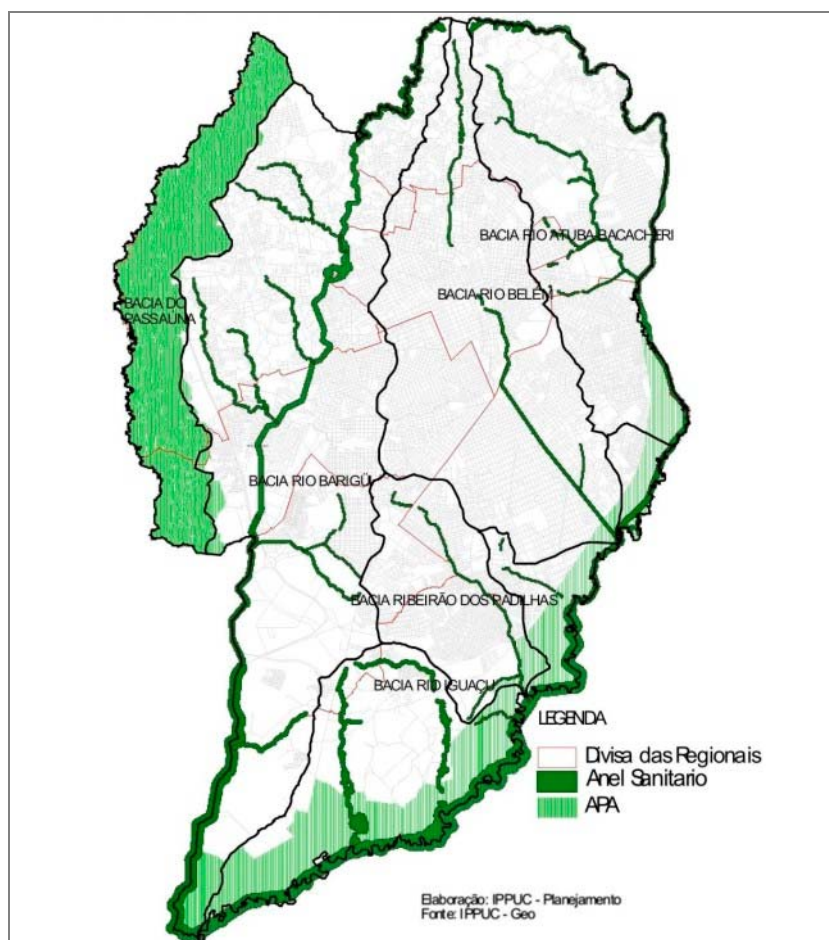 BACIA RIO ATUBA-BACACHERI
BACIA RIO BELÉM
BACIA DO
PASSAÚNA
BACIA RIO BARIGÜI
BACIA RIBEIRÃO DOS PADILHAS
BACIA RIO IGUAÇU
LEGENDA
Divisa das Regionais
Anel Sanitario
APA
Elaboração: IPPUC - Planejamento
Fonte: IPPUC - Geo